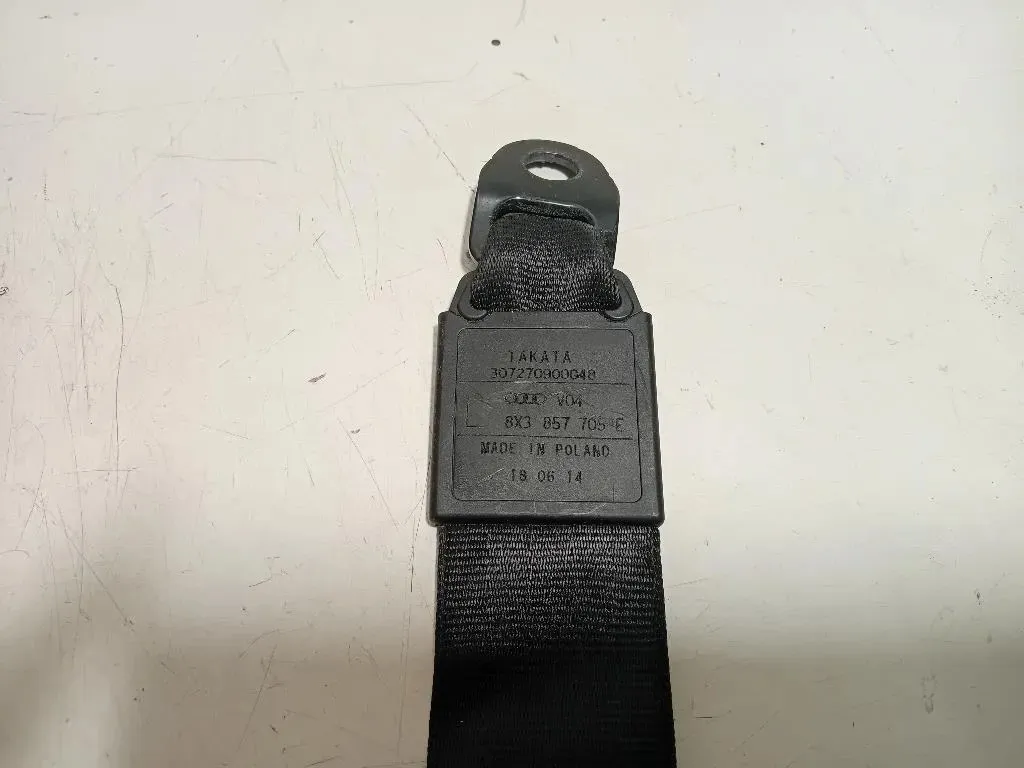 TAKATA
307270900048
V04
L
8X3 857 705 E
MADE IN POLAND
18 06 14